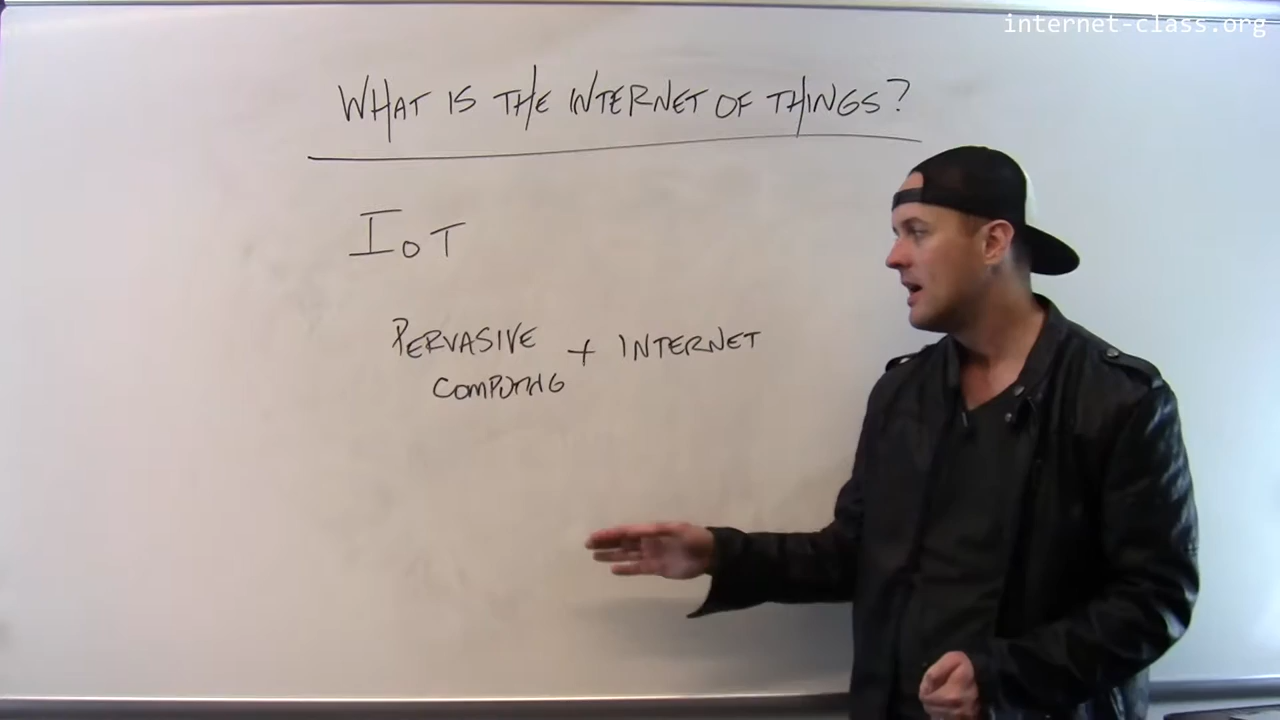 internet-class.org
WHAT IS THE INTERNET OF THINGS?
IoT
PERVASIVE + INTERNET
COMPUTING